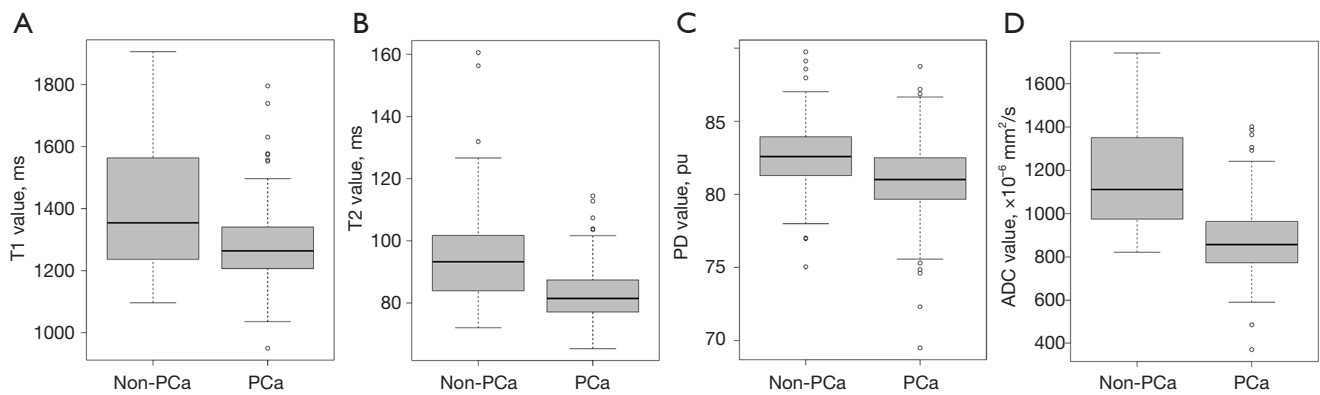 A
T1 value, ms
1800
1600
1400
1200
1000
Non-PCa PCa
B
T2 value, ms
160
140
120
100
80
Non-PCa PCa
C
PD value, pu
85
80
75
70
Non-PCa PCa
D
ADC value, ×10⁻⁶ mm²/s
1600
1400
1200
1000
800
600
400
Non-PCa PCa